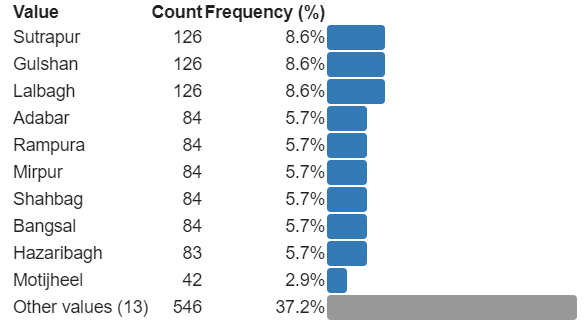 Value Count Frequency (%)
Sutrapur 126 8.6%
Gulshan 126 8.6%
Lalbagh 126 8.6%
Adabar 84 5.7%
Rampura 84 5.7%
Mirpur 84 5.7%
Shahbag 84 5.7%
Bangsal 84 5.7%
Hazaribagh 83 5.7%
Motijheel 42 2.9%
Other values (13) 546 37.2%